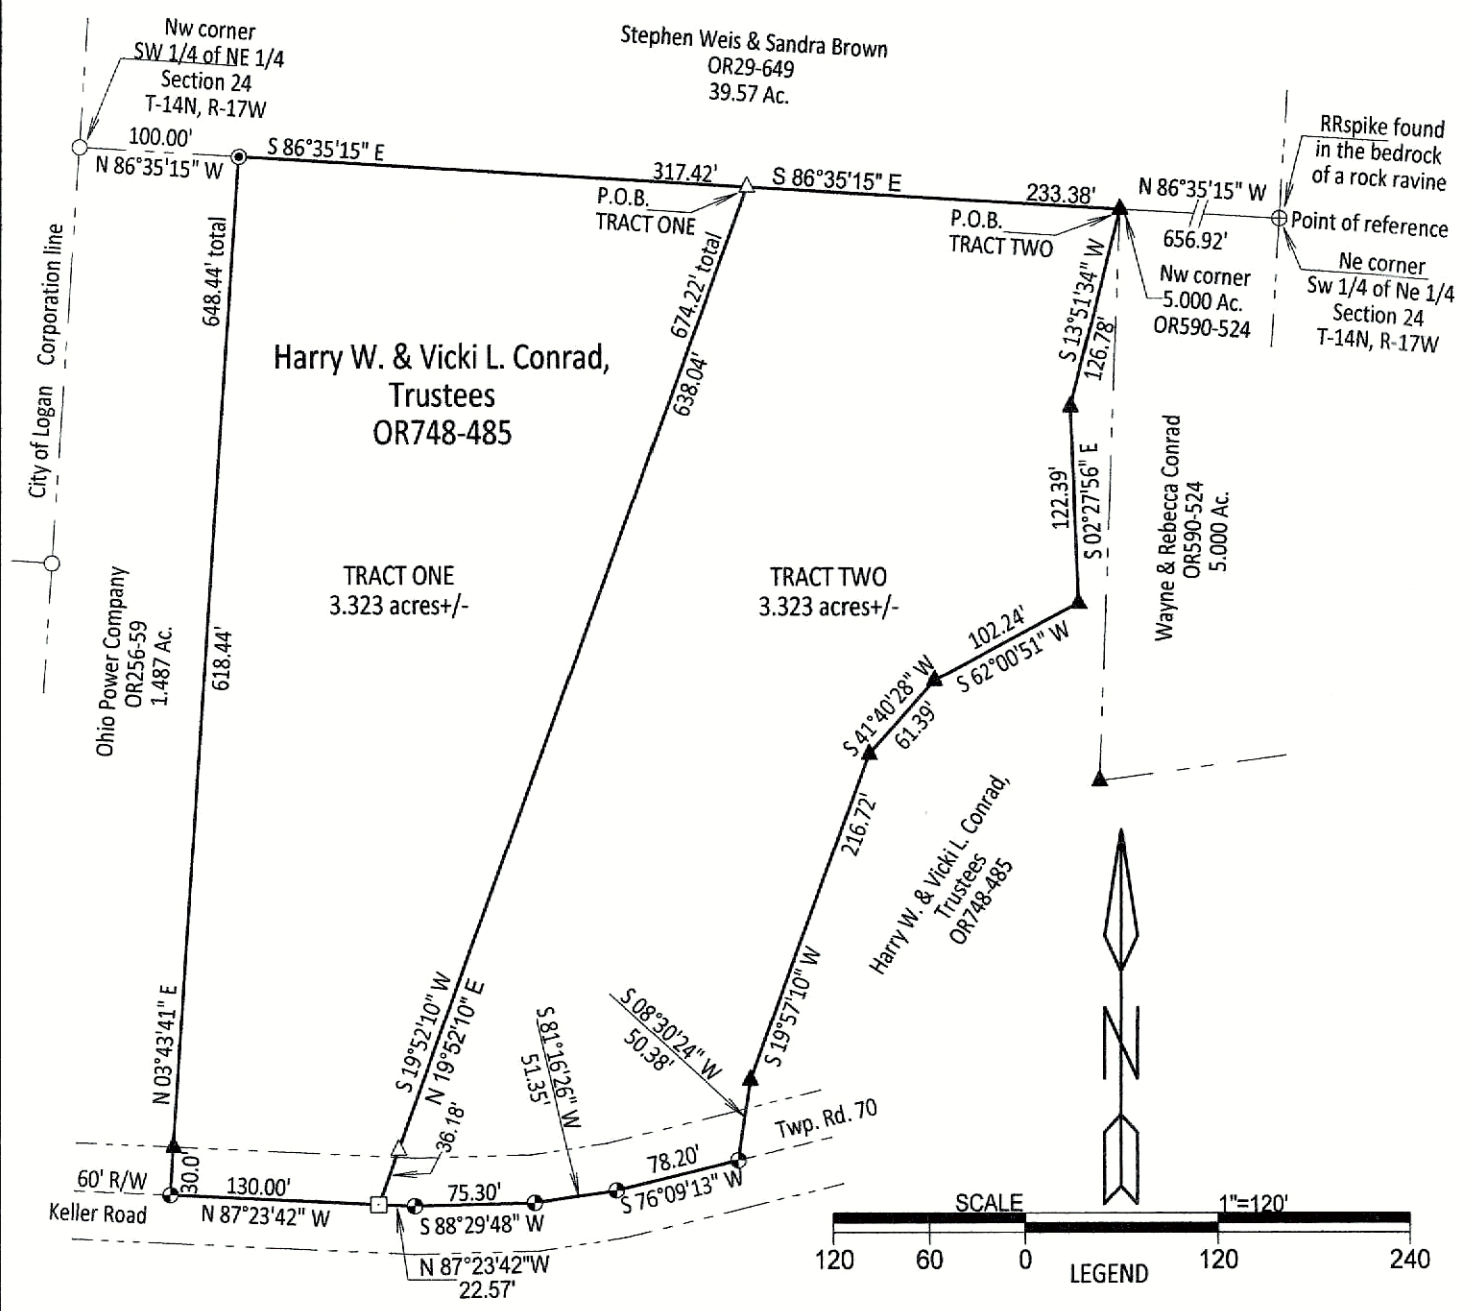 Nw corner
SW 1/4 of NE 1/4
Section 24
T-14N, R-17W
Stephen Weis & Sandra Brown
OR29-649
39.57 Ac.
RRspike found
in the bedrock
of a rock ravine
100.00'
N 86°35'15" W
S 86°35'15" E
317.42'
S 86°35'15" E
233.38'
N 86°35'15" W
656.92'
Point of reference
P.O.B.
TRACT ONE
P.O.B.
TRACT TWO
Nw corner
5.000 Ac.
OR590-524
Ne corner
Sw 1/4 of Ne 1/4
Section 24
T-14N, R-17W
City of Logan Corporation line
648.44' total
674.22' total
638.04'
S 13°51'34" W
126.78'
Harry W. & Vicki L. Conrad,
Trustees
OR748-485
122.39'
S 02°27'56" E
Wayne & Rebecca Conrad
OR590-524
5.000 Ac.
TRACT ONE
3.323 acres+/-
TRACT TWO
3.323 acres+/-
Ohio Power Company
OR256-59
1.487 Ac.
618.44'
102.24'
S 62°00'51" W
S 41°40'28" W
61.39'
216.72'
Harry W. & Vicki L. Conrad,
Trustees
OR748-485
N 03°43'41" E
S 19°52'10" W
N 19°52'10" E
S 81°16'26" W
51.35'
S 08°30'24" W
50.38'
S 19°57'10" W
36.18'
Twp. Rd. 70
30.0'
60' R/W
Keller Road
130.00'
N 87°23'42" W
75.30'
S 88°29'48" W
78.20'
S 76°09'13" W
N 87°23'42"W
22.57'
N
SCALE 1"=120'
120 60 0 120 240
LEGEND